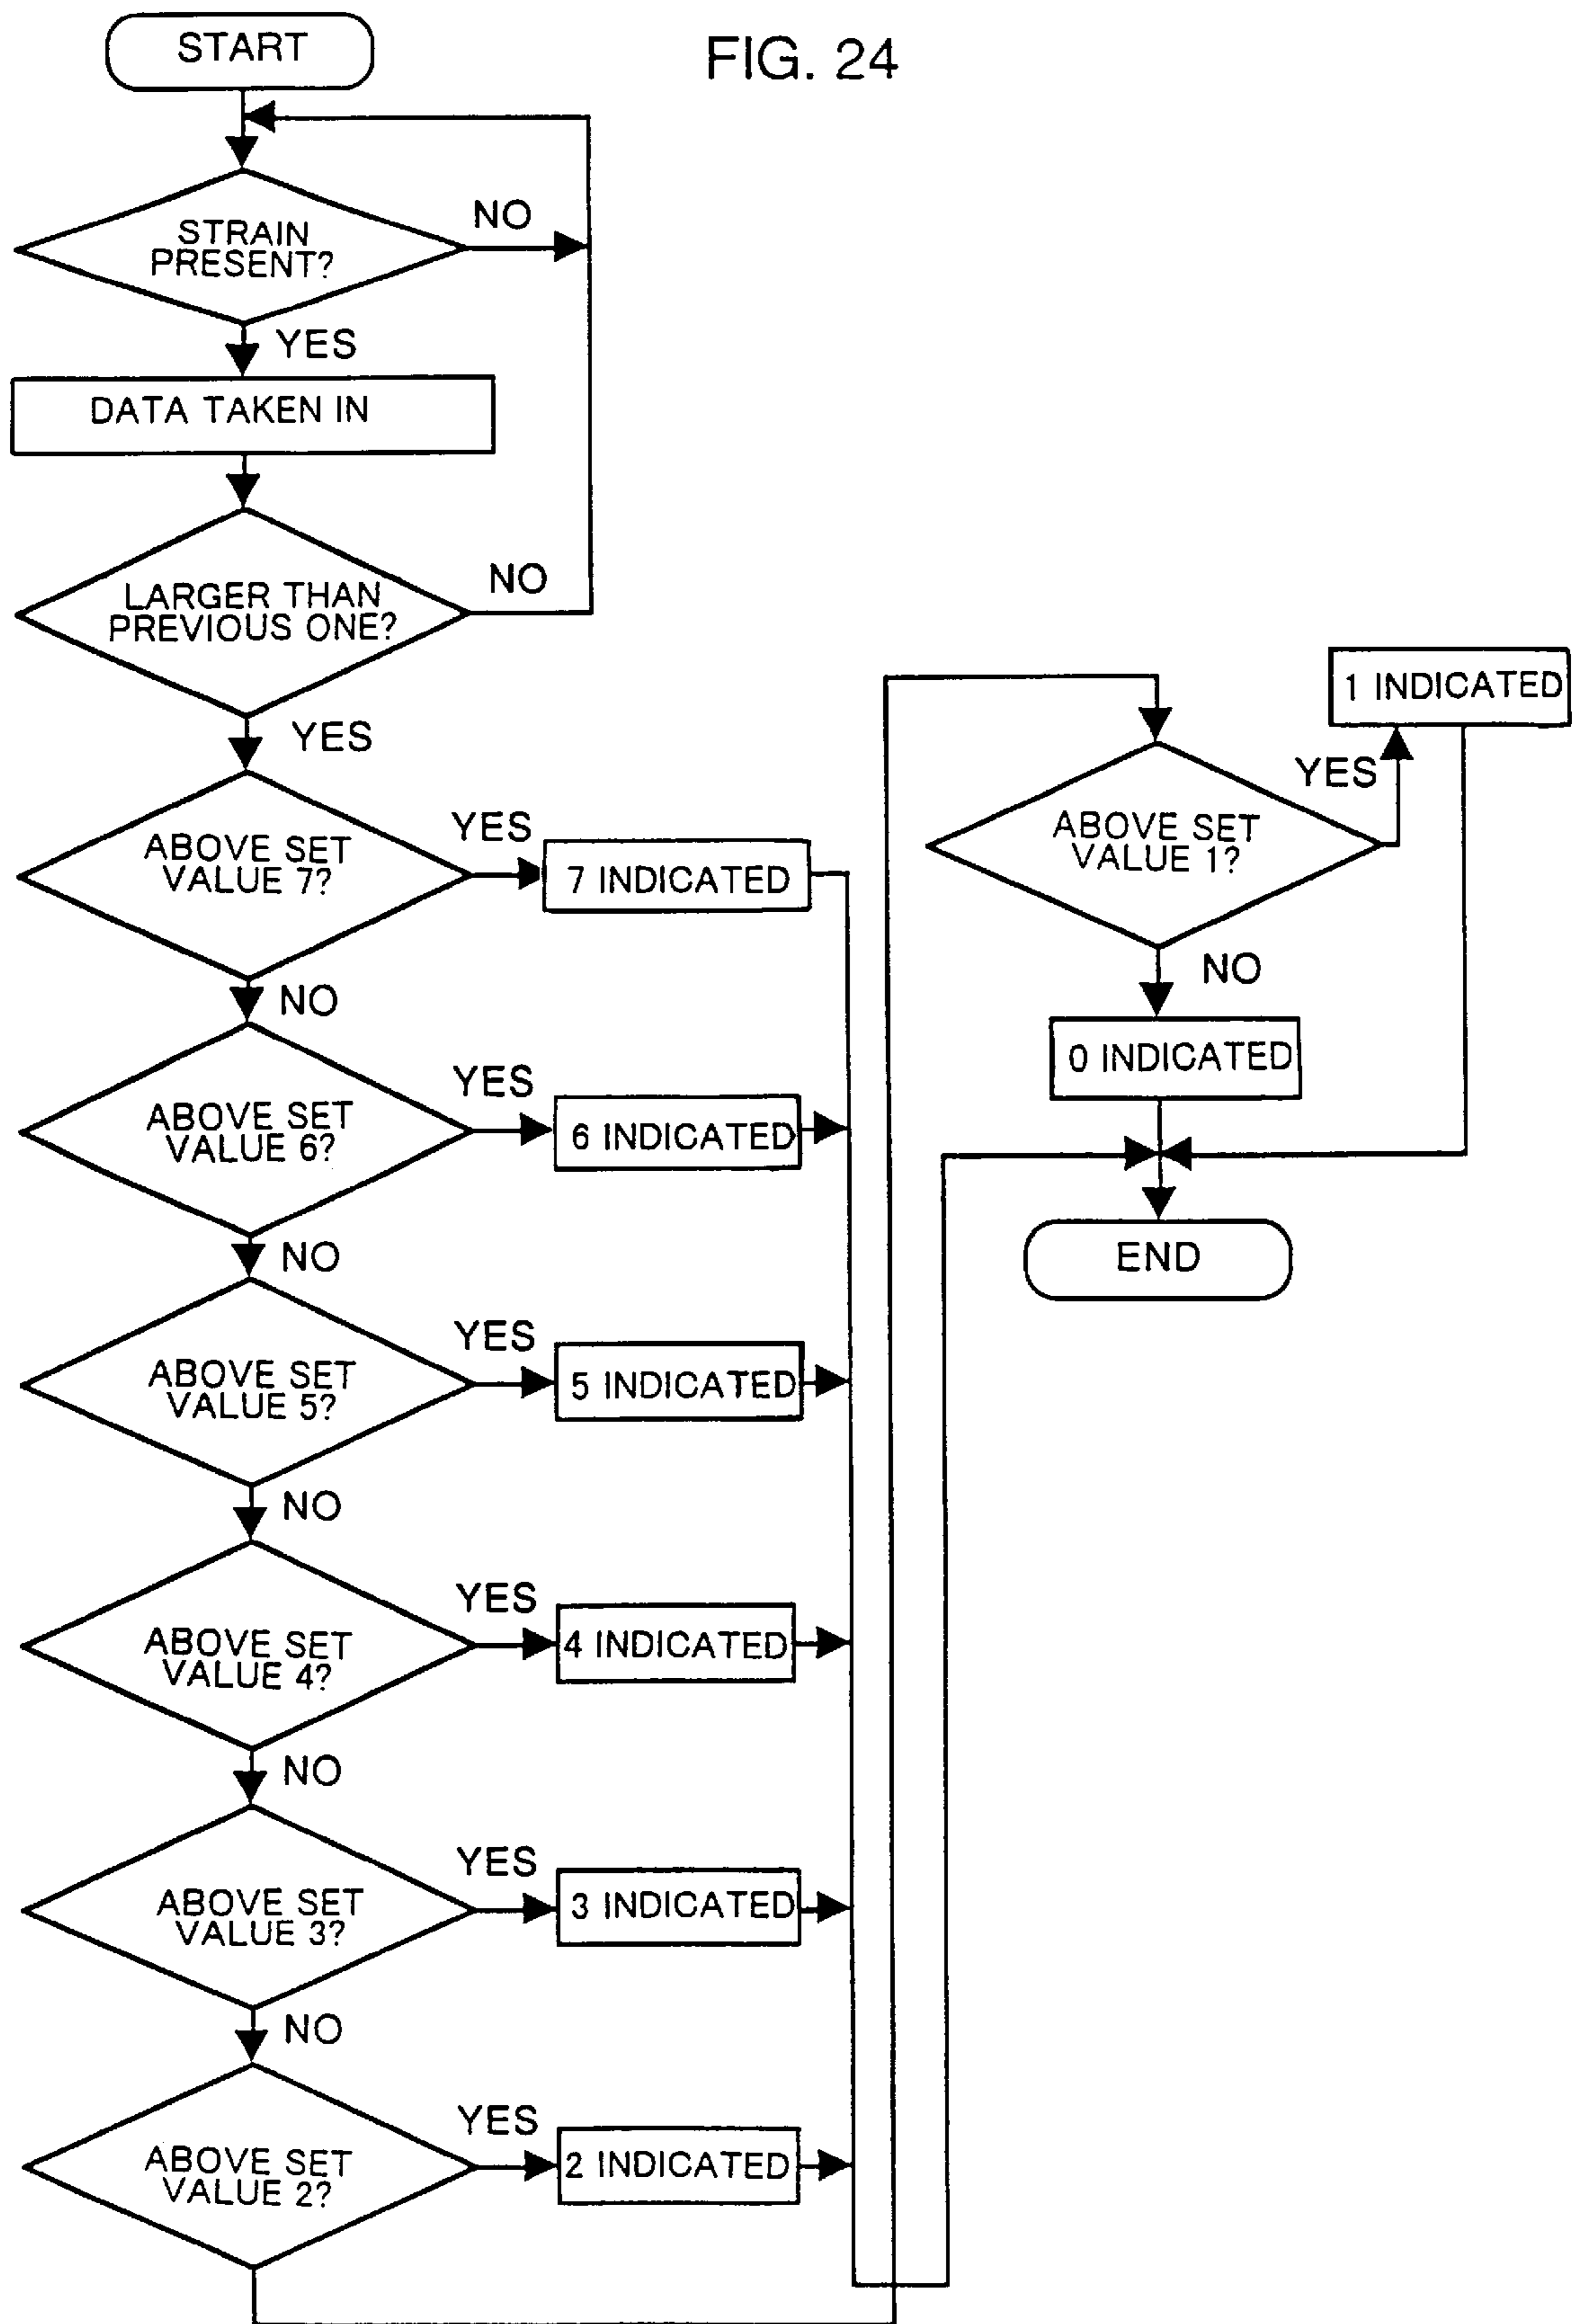 FIG. 24
START
STRAIN
PRESENT?
NO
YES
DATA TAKEN IN
LARGER THAN
PREVIOUS ONE?
NO
YES
ABOVE SET
VALUE 7?
YES
7 INDICATED
NO
ABOVE SET
VALUE 6?
YES
6 INDICATED
NO
ABOVE SET
VALUE 5?
YES
5 INDICATED
NO
ABOVE SET
VALUE 4?
YES
4 INDICATED
NO
ABOVE SET
VALUE 3?
YES
3 INDICATED
NO
ABOVE SET
VALUE 2?
YES
2 INDICATED
ABOVE SET
VALUE 1?
YES
1 INDICATED
NO
0 INDICATED
END